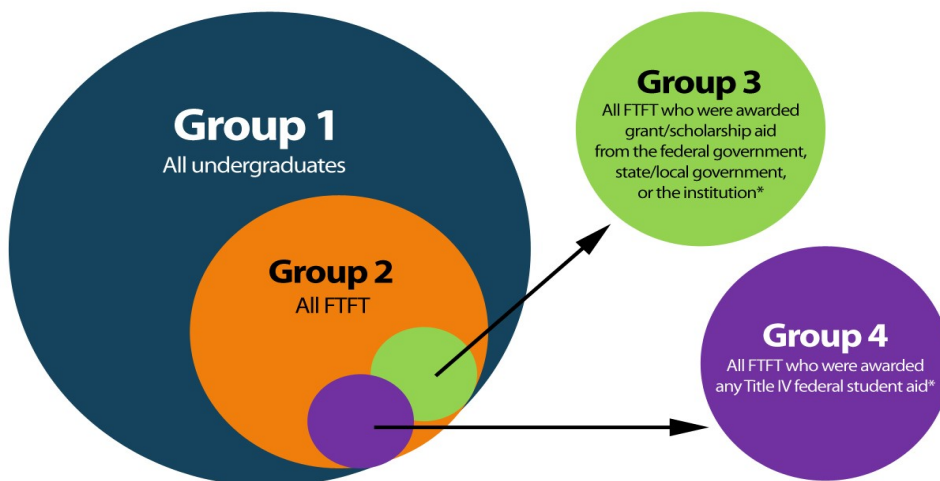 Group 1
All undergraduates
Group 2
All FTFT
Group 3
All FTFT who were awarded
grant/scholarship aid
from the federal government,
state/local government,
or the institution*
Group 4
All FTFT who were awarded
any Title IV federal student aid*